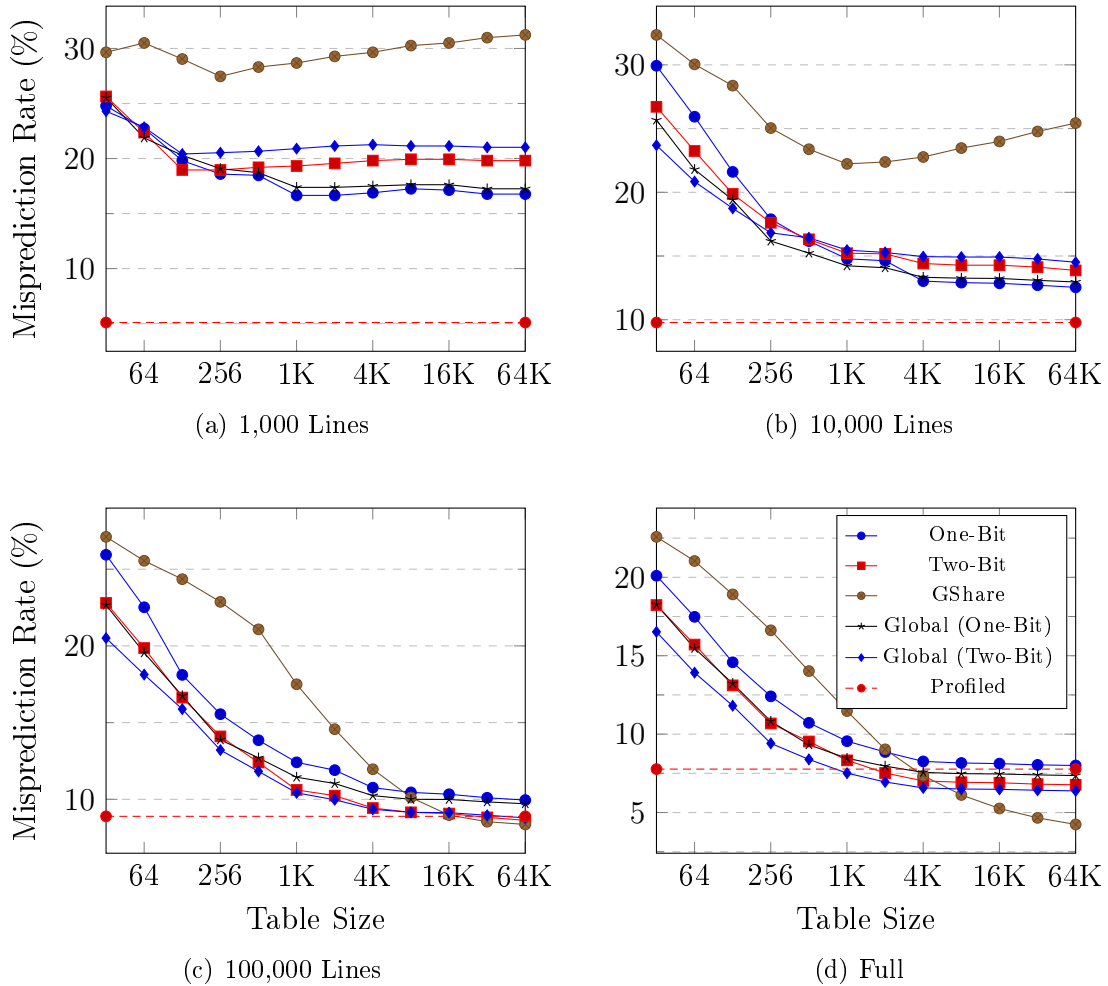 Misprediction Rate (%)
30
20
10
64 256 1K 4K 16K 64K
(a) 1,000 Lines
30
20
10
64 256 1K 4K 16K 64K
(b) 10,000 Lines
Misprediction Rate (%)
20
10
64 256 1K 4K 16K 64K
Table Size
(c) 100,000 Lines
20
15
10
5
One-Bit
Two-Bit
GShare
Global (One-Bit)
Global (Two-Bit)
Profiled
64 256 1K 4K 16K 64K
Table Size
(d) Full